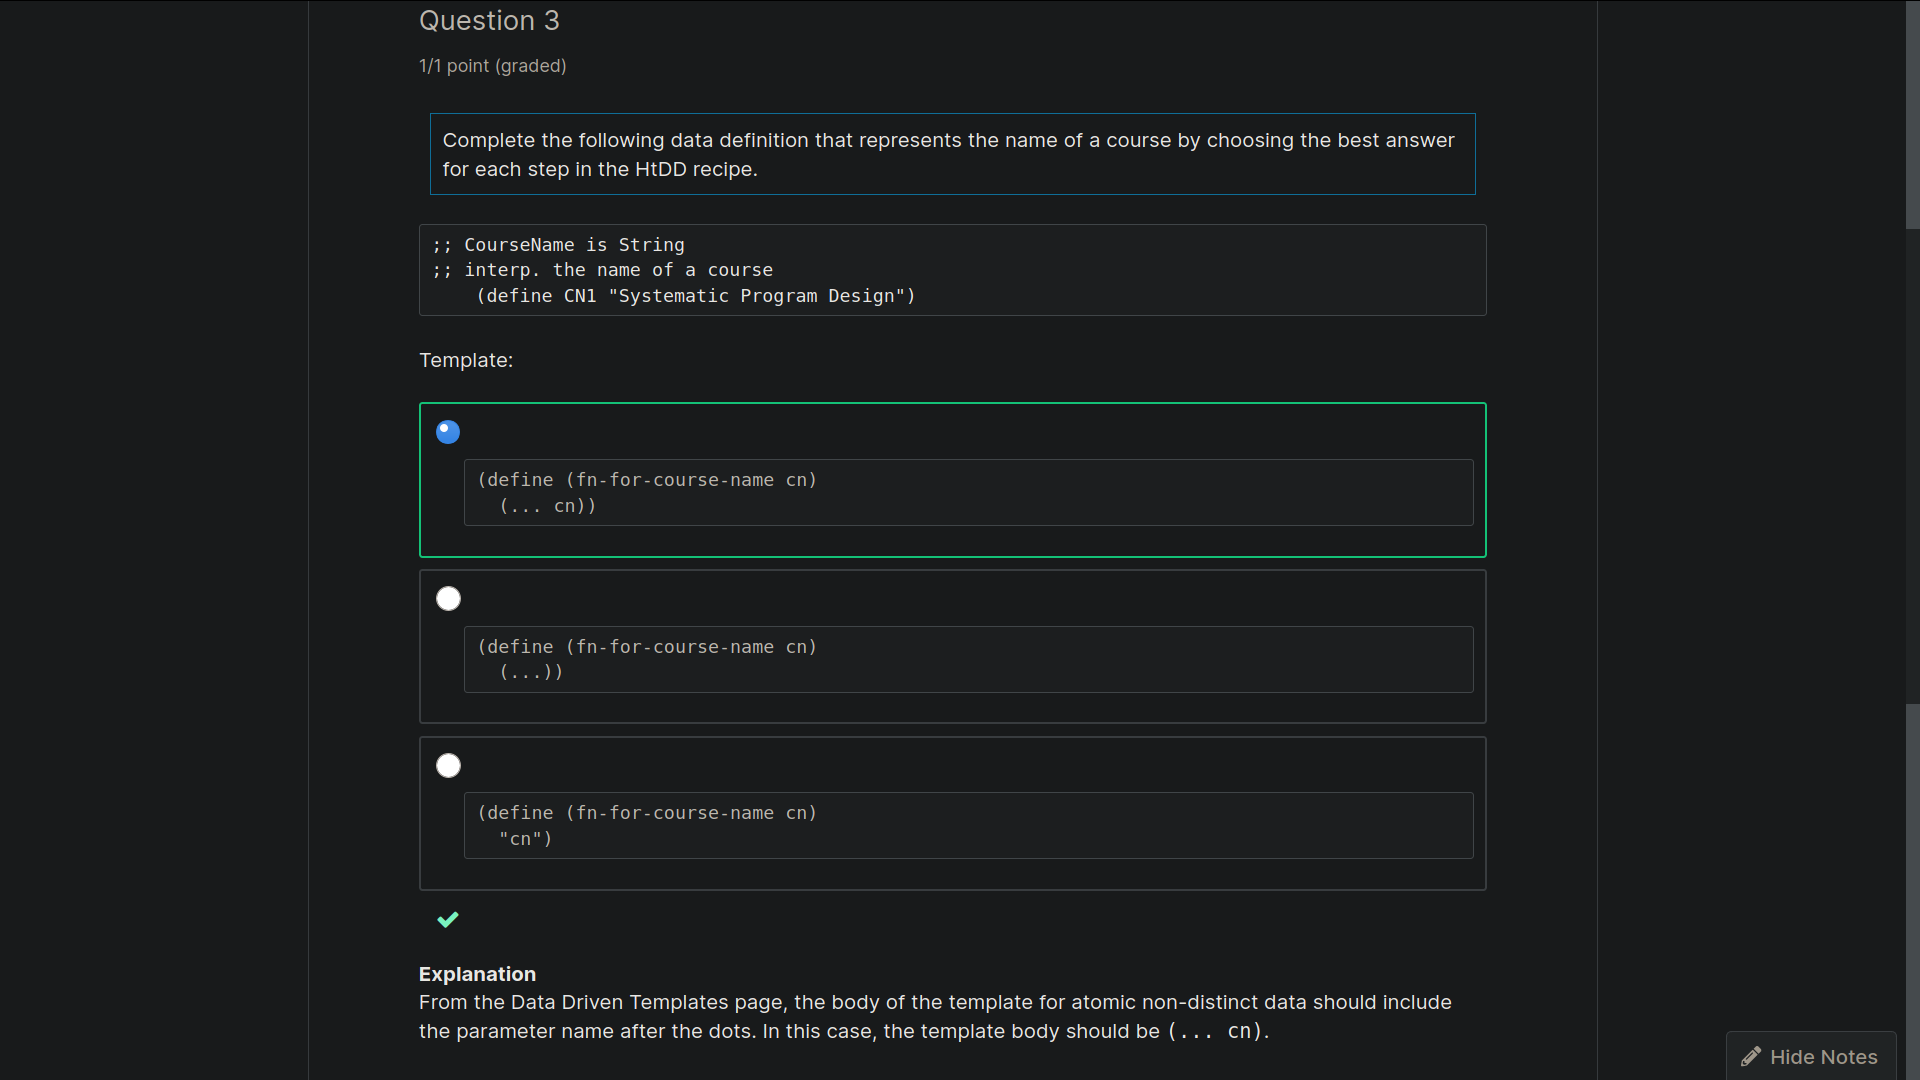 Question 3
1/1 point (graded)
Complete the following data definition that represents the name of a course by choosing the best answer
for each step in the HtDD recipe.
;; CourseName is String
;; interp. the name of a course
    (define CN1 "Systematic Program Design")
Template:
(define (fn-for-course-name cn)
  (... cn))
(define (fn-for-course-name cn)
  (...))
(define (fn-for-course-name cn)
  "cn")
Explanation
From the Data Driven Templates page, the body of the template for atomic non-distinct data should include
the parameter name after the dots. In this case, the template body should be (... cn).
Hide Notes